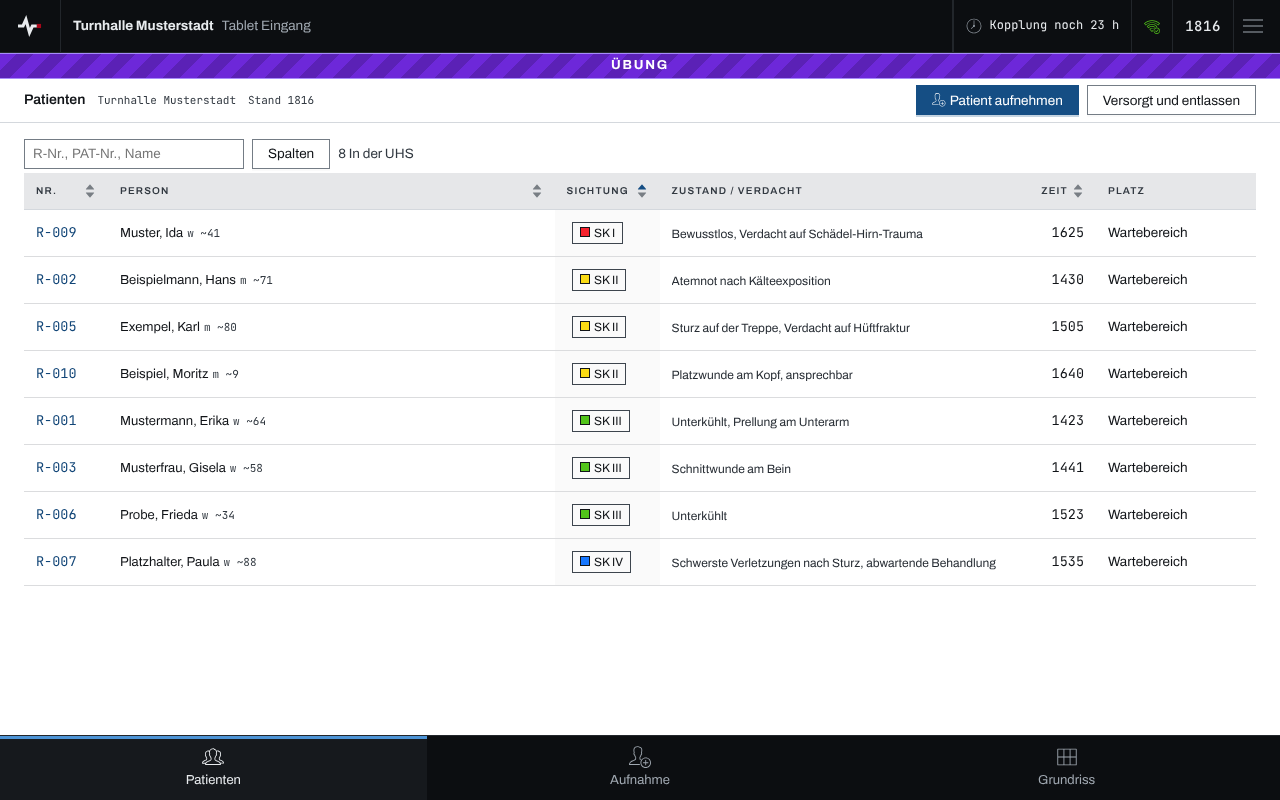 Turnhalle Musterstadt Tablet Eingang Kopplung noch 23 h 1816
ÜBUNG
Patienten Turnhalle Musterstadt Stand 1816 Patient aufnehmen Versorgt und entlassen
R-Nr., PAT-Nr., Name Spalten 8 In der UHS
NR. PERSON SICHTUNG ZUSTAND / VERDACHT ZEIT PLATZ
R-009 Muster, Ida w ~41 SK I Bewusstlos, Verdacht auf Schädel-Hirn-Trauma 1625 Wartebereich
R-002 Beispielmann, Hans m ~71 SK II Atemnot nach Kälteexposition 1430 Wartebereich
R-005 Exempel, Karl m ~80 SK II Sturz auf der Treppe, Verdacht auf Hüftfraktur 1505 Wartebereich
R-010 Beispiel, Moritz m ~9 SK II Platzwunde am Kopf, ansprechbar 1640 Wartebereich
R-001 Mustermann, Erika w ~64 SK III Unterkühlt, Prellung am Unterarm 1423 Wartebereich
R-003 Musterfrau, Gisela w ~58 SK III Schnittwunde am Bein 1441 Wartebereich
R-006 Probe, Frieda w ~34 SK III Unterkühlt 1523 Wartebereich
R-007 Platzhalter, Paula w ~88 SK IV Schwerste Verletzungen nach Sturz, abwartende Behandlung 1535 Wartebereich
Patienten Aufnahme Grundriss